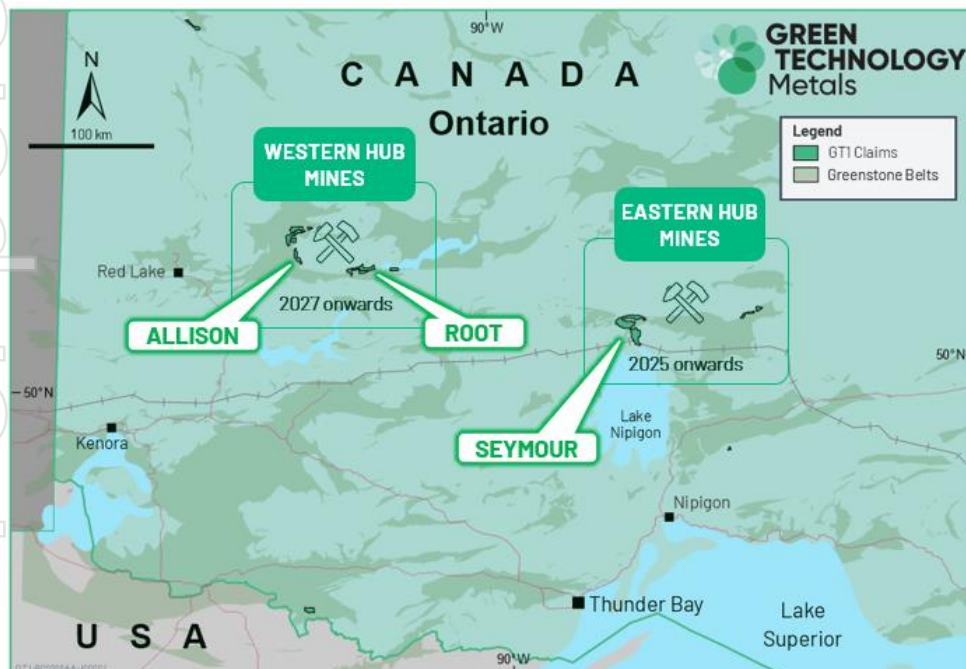 90°W
GREEN
TECHNOLOGY
Metals
N
CANADA
Ontario
100 km
Legend
GT1 Claims
Greenstone Belts
WESTERN HUB
MINES
EASTERN HUB
MINES
Red Lake
2027 onwards
ALLISON
ROOT
2025 onwards
50°N
50°N
Lake
Nipigon
Kenora
SEYMOUR
Nipigon
Thunder Bay
Lake
Superior
USA
90°W